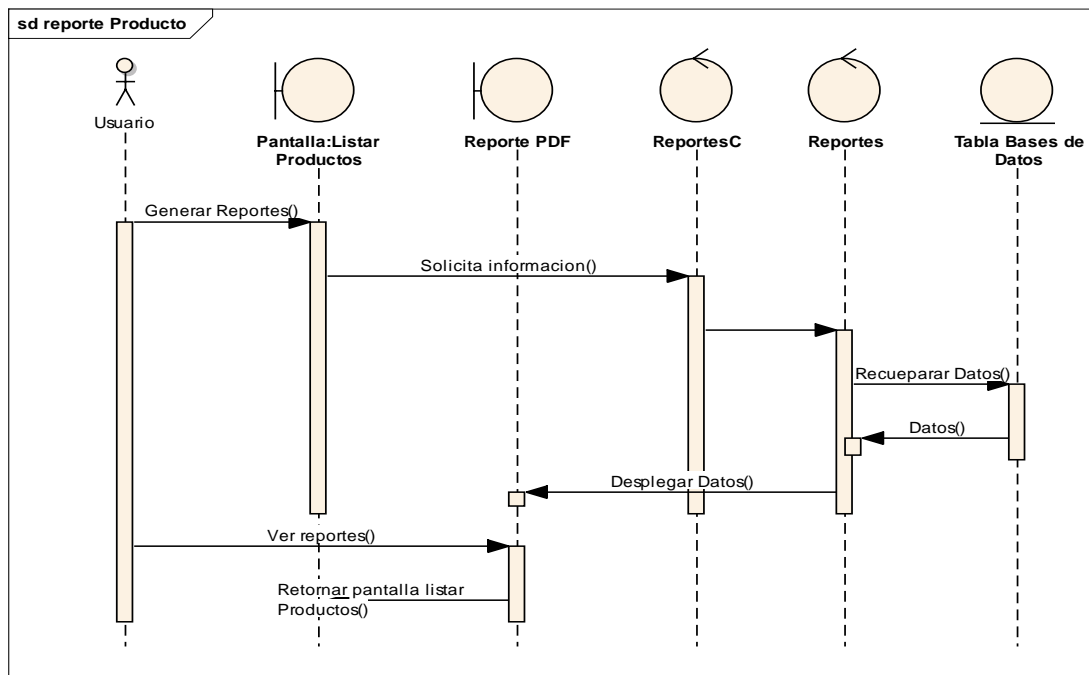 sd reporte Producto
Usuario
Pantalla:Listar
Productos
Reporte PDF
ReportesC
Reportes
Tabla Bases de
Datos
Generar Reportes()
Solicita informacion()
Recueparar Datos()
Datos()
Desplegar Datos()
Ver reportes()
Retornar pantalla listar
Productos()